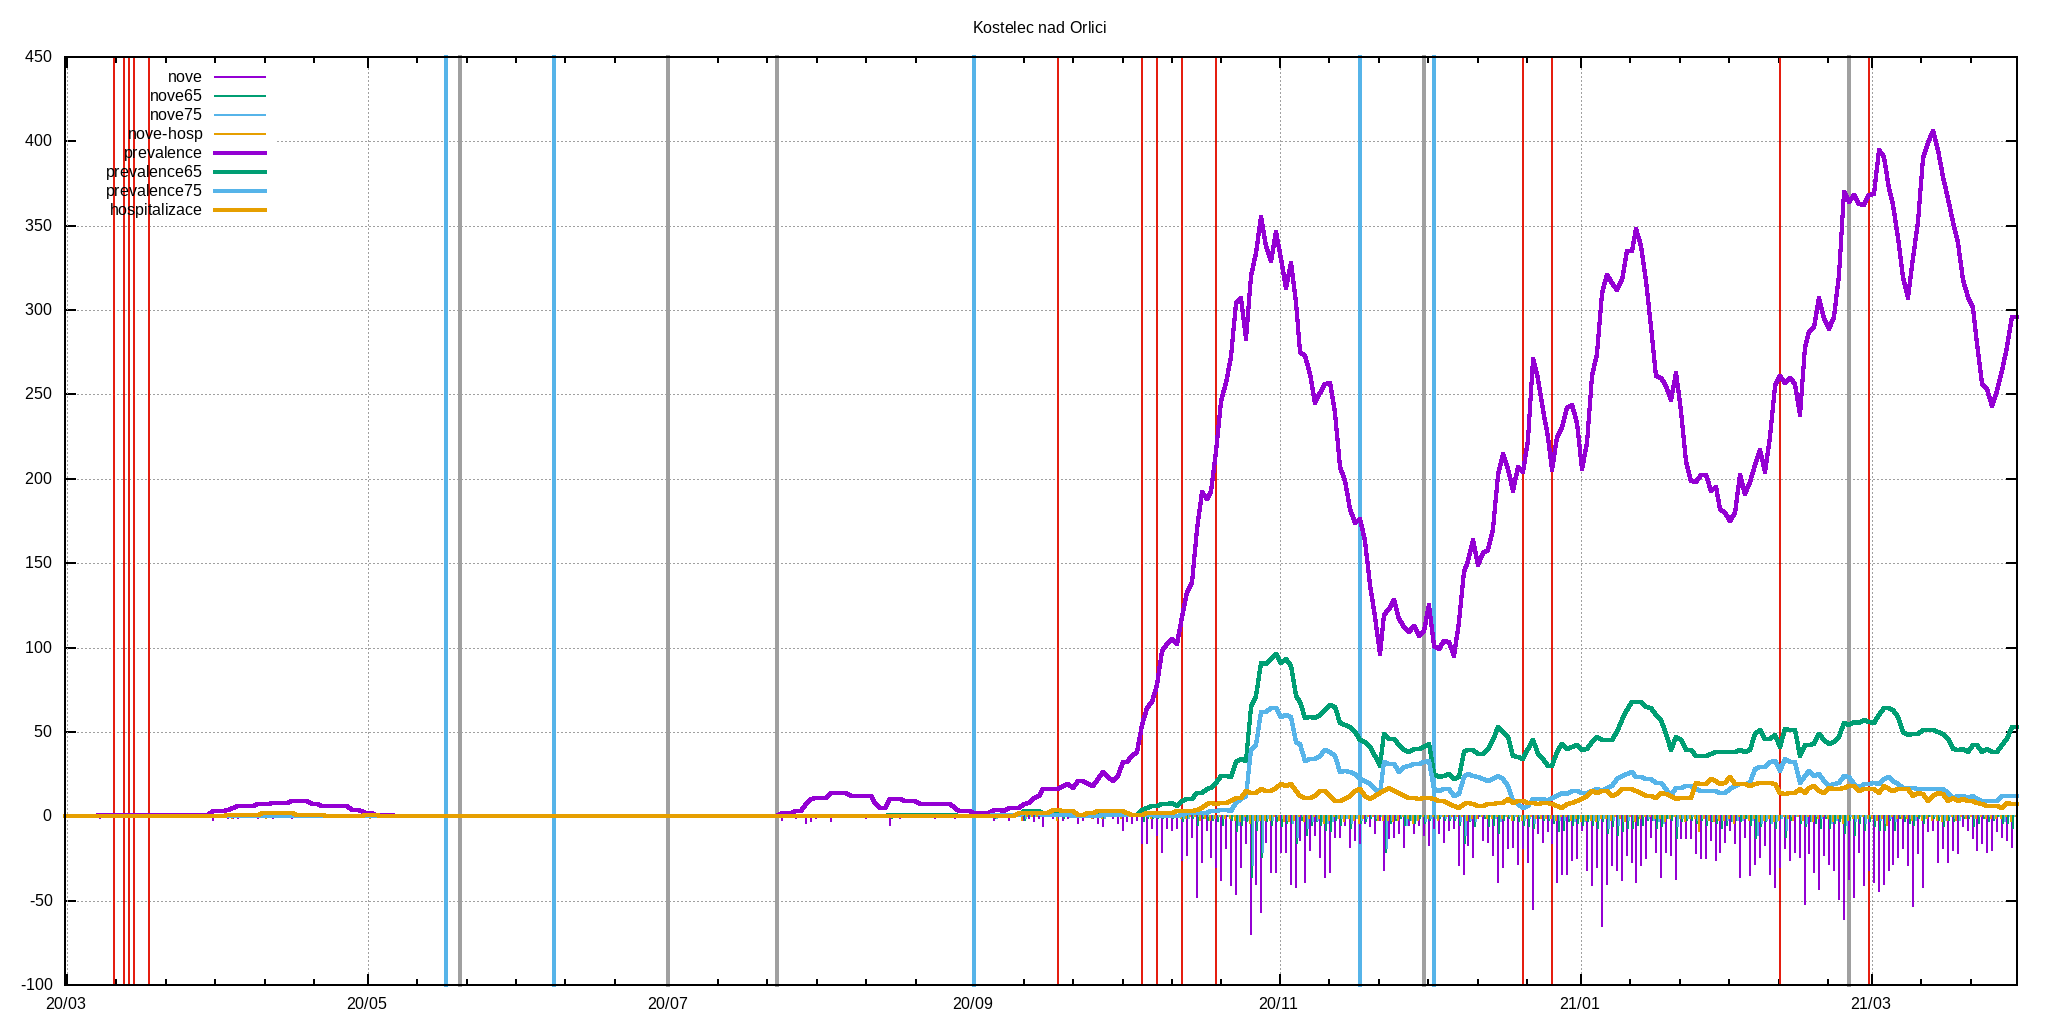 Kostelec nad Orlici
450
400
350
300
250
200
150
100
50
0
-50
-100
nove
nove65
nove75
nove-hosp
prevalence
prevalence65
prevalence75
hospitalizace
20/03 20/05 20/07 20/09 20/11 21/01 21/03